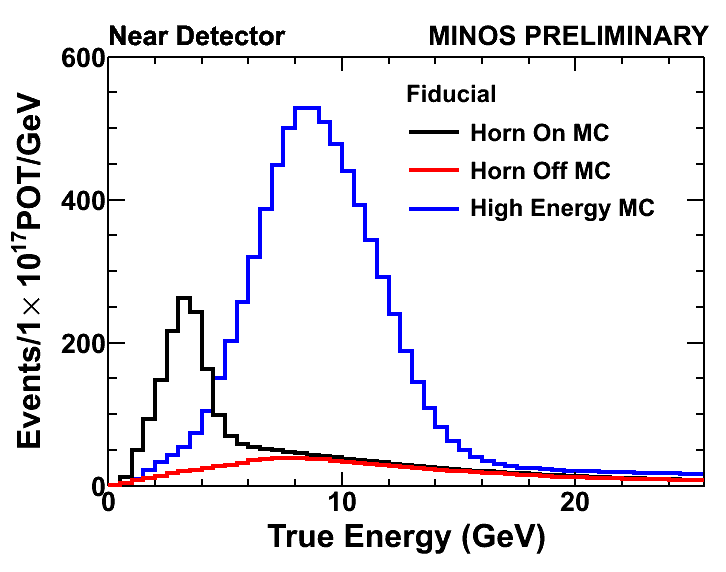 Near Detector MINOS PRELIMINARY
600
400
200
0
Events/1 × 10¹⁷POT/GeV
Fiducial
Horn On MC
Horn Off MC
High Energy MC
0 10 20
True Energy (GeV)